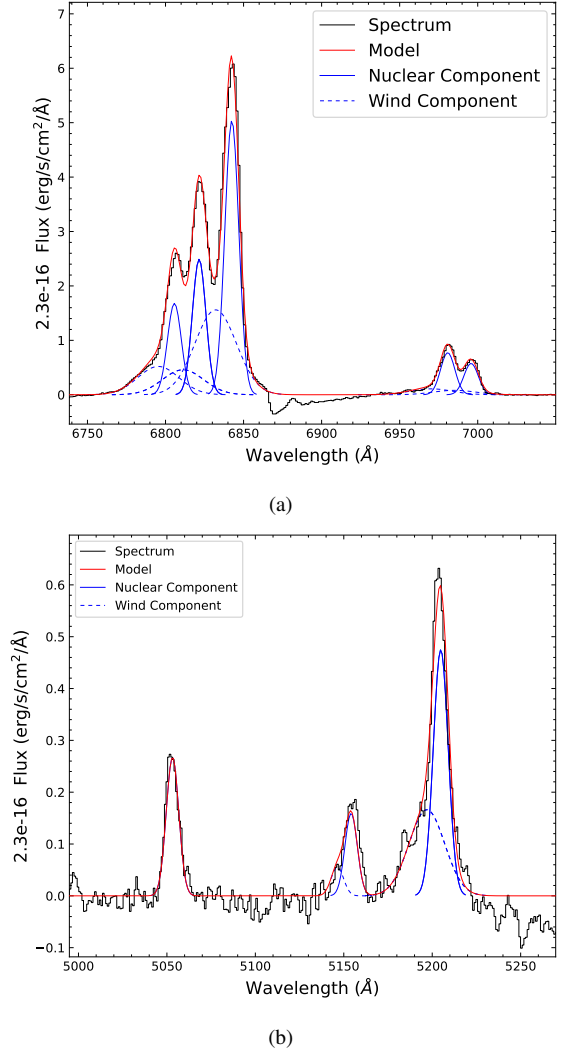 7
6
5
4
3
2
1
0
2.3e-16 Flux (erg/s/cm²/Å)
Spectrum
Model
Nuclear Component
Wind Component
6750 6800 6850 6900 6950 7000
Wavelength (Å)
(a)
0.6
0.5
0.4
0.3
0.2
0.1
0.0
−0.1
2.3e-16 Flux (erg/s/cm²/Å)
Spectrum
Model
Nuclear Component
Wind Component
5000 5050 5100 5150 5200 5250
Wavelength (Å)
(b)